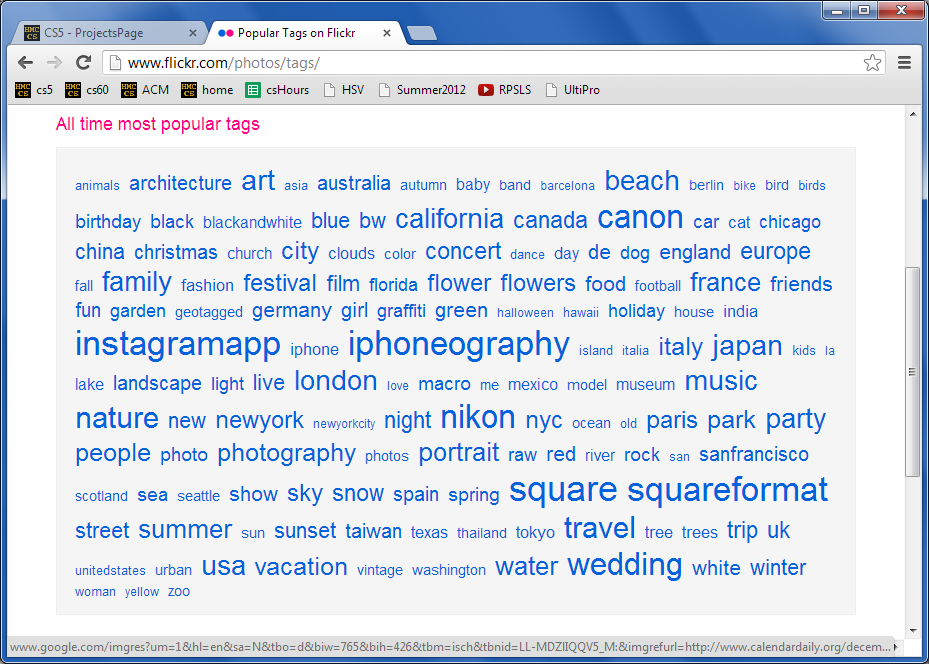 HMC CS CS5 - ProjectsPage Popular Tags on Flickr
www.flickr.com/photos/tags/
HMC CS cs5 HMC CS cs60 HMC CS ACM HMC CS home csHours HSV Summer2012 RPSLS UltiPro
All time most popular tags
animals architecture art asia australia autumn baby band barcelona beach berlin bike bird birds
birthday black blackandwhite blue bw california canada canon car cat chicago
china christmas church city clouds color concert dance day de dog england europe
fall family fashion festival film florida flower flowers food football france friends
fun garden geotagged germany girl graffiti green halloween hawaii holiday house india
instagramapp iphone iphoneography island italia italy japan kids la
lake landscape light live london love macro me mexico model museum music
nature new newyork newyorkcity night nikon nyc ocean old paris park party
people photo photography photos portrait raw red river rock san sanfrancisco
scotland sea seattle show sky snow spain spring square squareformat
street summer sun sunset taiwan texas thailand tokyo travel tree trees trip uk
unitedstates urban usa vacation vintage washington water wedding white winter
woman yellow zoo
www.google.com/imgres?um=1&hl=en&sa=N&tbo=d&biw=765&bih=426&tbm=isch&tbnid=LL-MDZIIQQV5_M:&imgrefurl=http://www.calendardaily.org/decem...